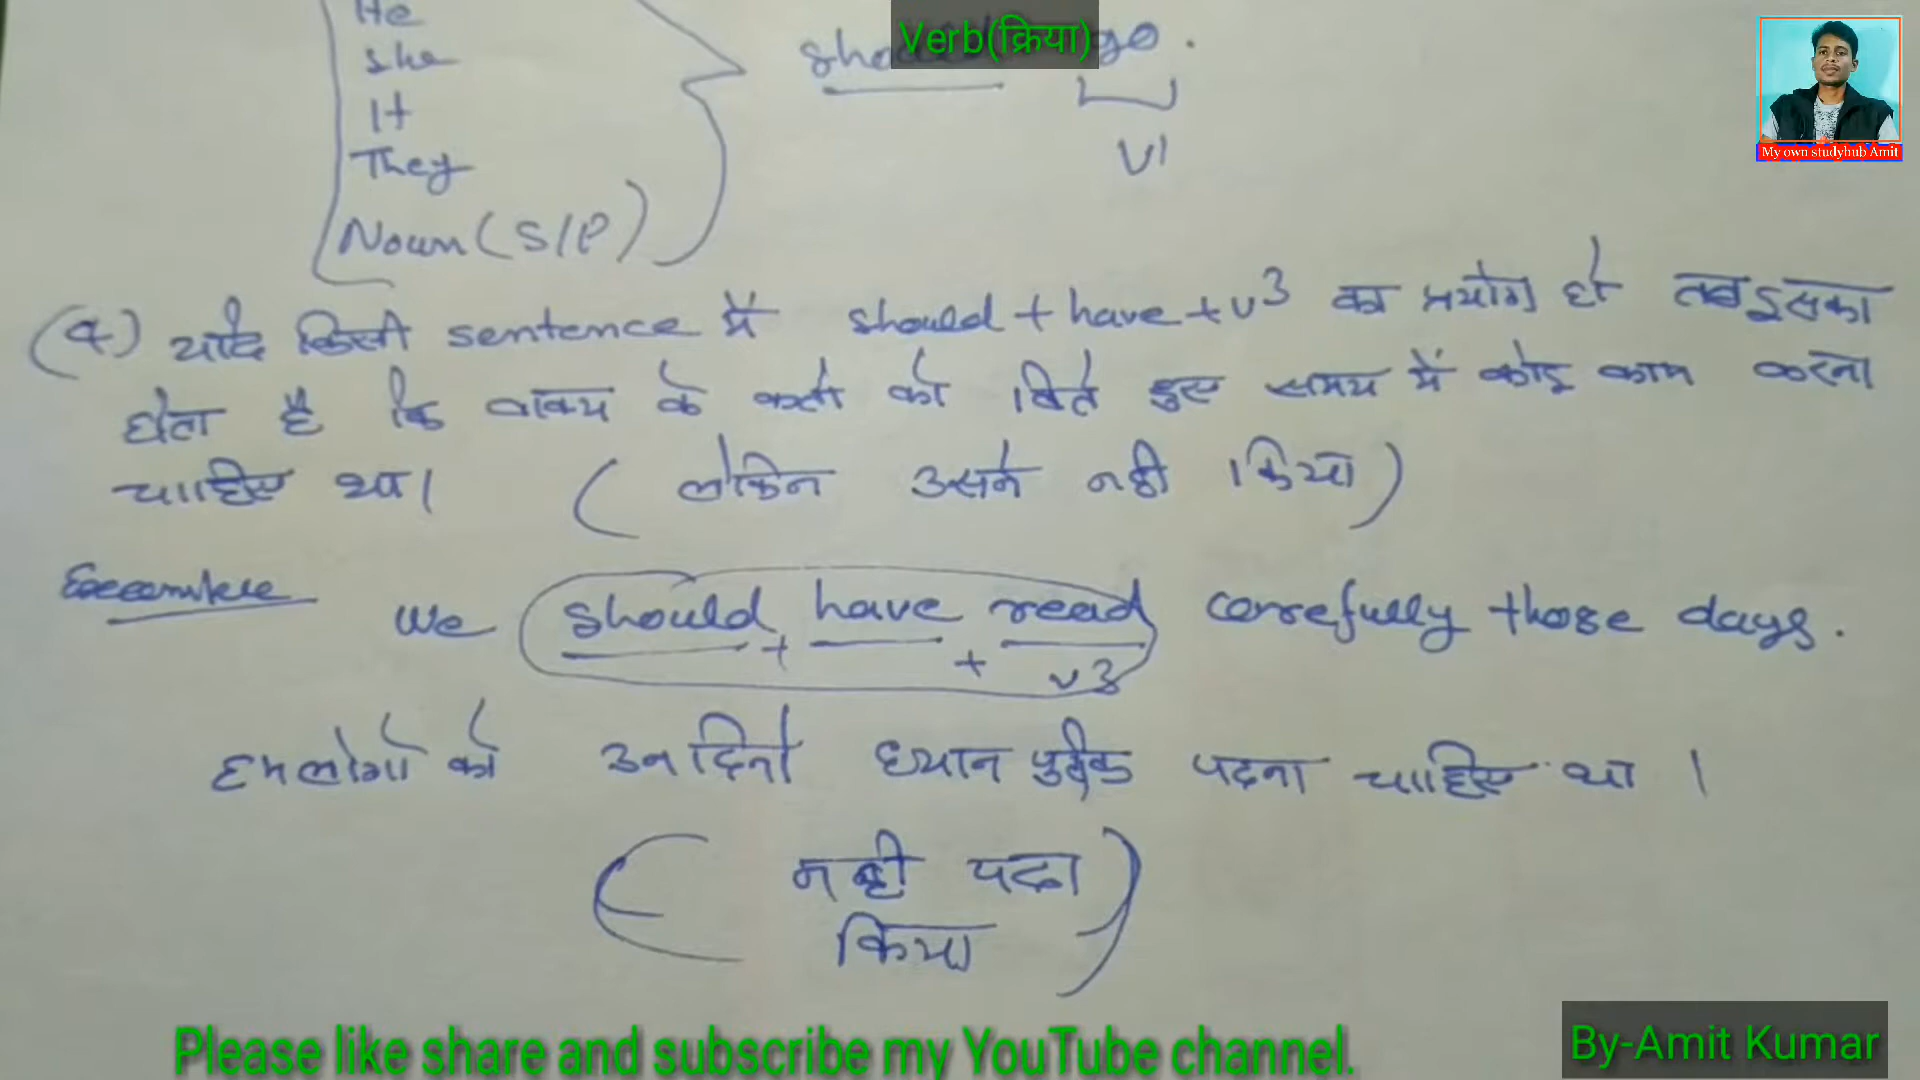 He
She
It
They
Noun (S/P)
should go.
V1
Verb(क्रिया)
My own studyhub Amit
(4) यदि किसी sentence में should + have + v3 का प्रयोग हो तब इसका
होता है कि वाक्य के कर्ता को बिते हुए समय में कोइ काम करना
चाहिए था। (लेकिन उसने नही किया)
Example We should have read carefully those days.
+ + v3
हमलोगों को उन दिनों ध्यान पुर्वक पढना चाहिए था।
(नही पढा
किया)
Please like share and subscribe my YouTube channel.
By-Amit Kumar